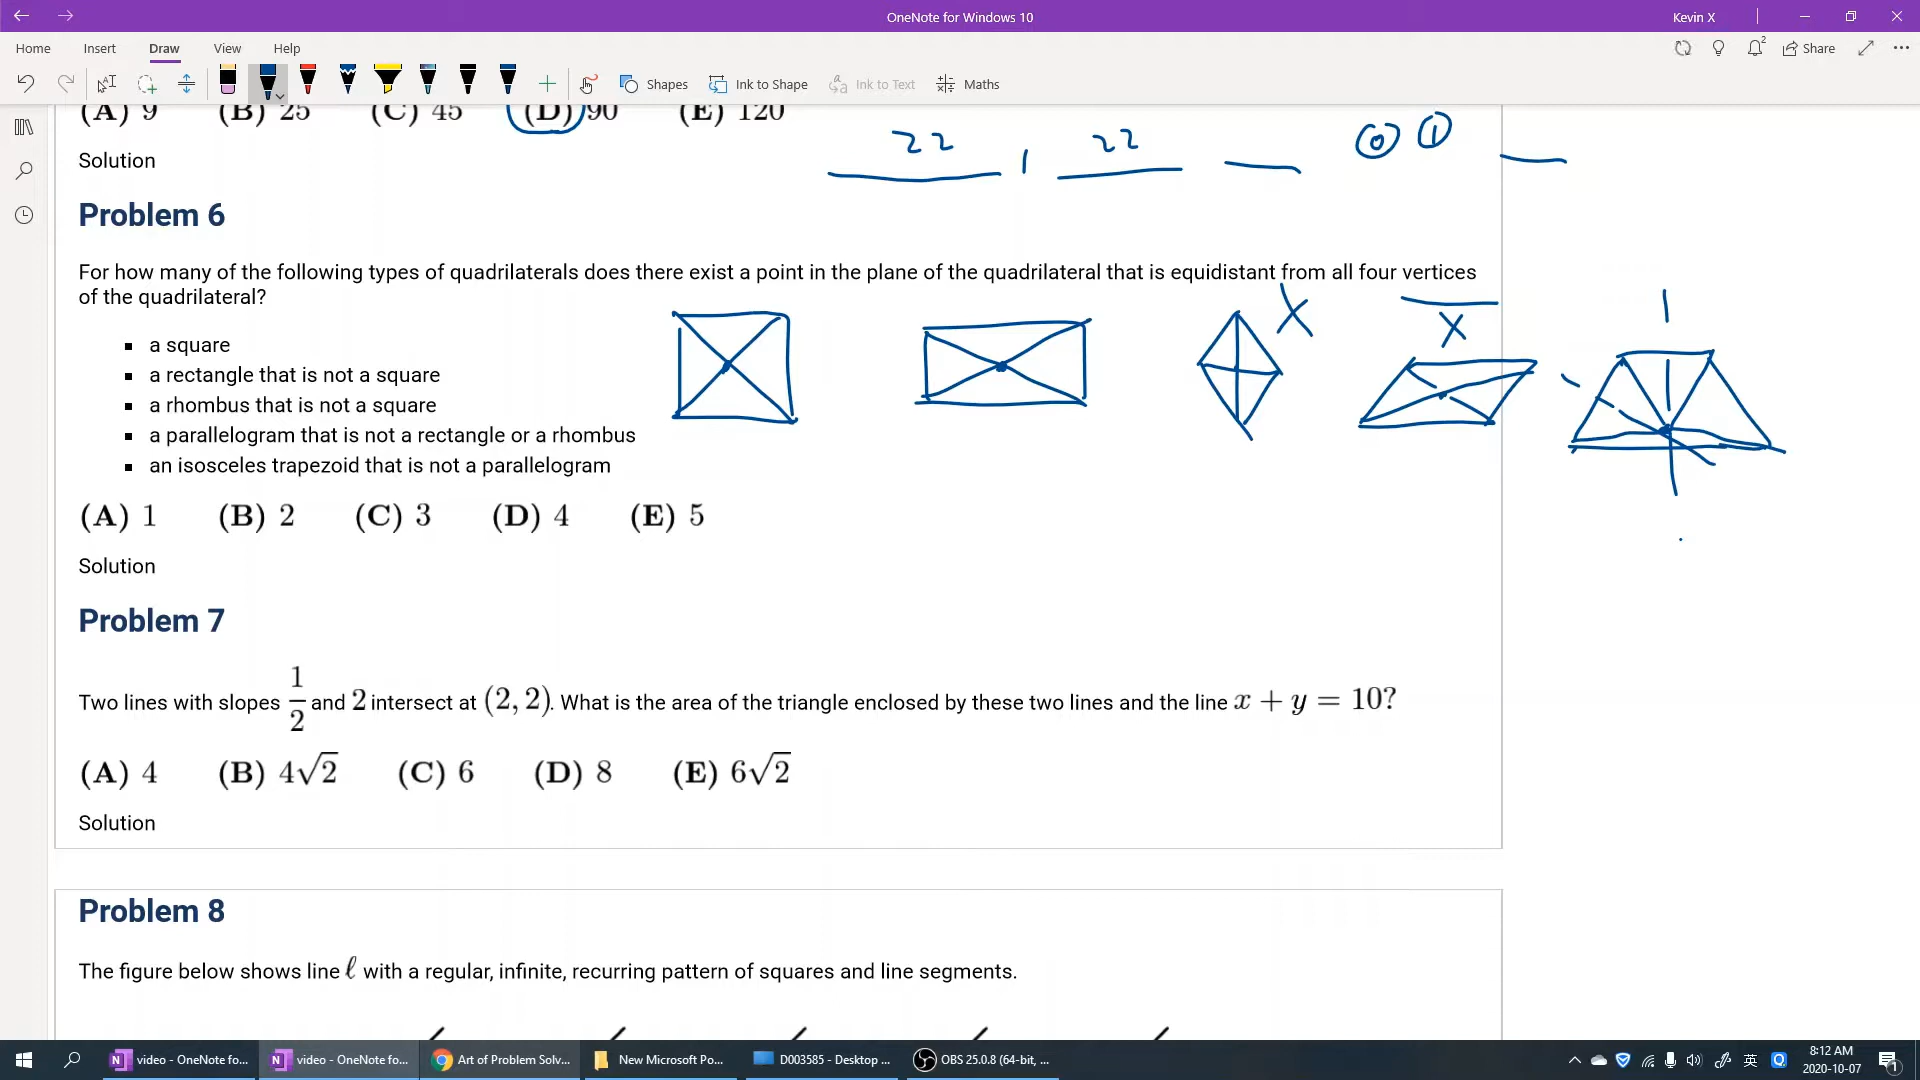 OneNote for Windows 10
Kevin X
Home Insert Draw View Help
2
Share
Shapes
Ink to Shape
Ink to Text
Maths
(A) 9 (B) 25 (C) 45 (D) 90 (E) 120
22 , 22 0 1
Solution
Problem 6
For how many of the following types of quadrilaterals does there exist a point in the plane of the quadrilateral that is equidistant from all four vertices
of the quadrilateral?
X X
▪ a square
▪ a rectangle that is not a square
▪ a rhombus that is not a square
▪ a parallelogram that is not a rectangle or a rhombus
▪ an isosceles trapezoid that is not a parallelogram
(A) 1 (B) 2 (C) 3 (D) 4 (E) 5
Solution
Problem 7
Two lines with slopes 1/2 and 2 intersect at (2, 2). What is the area of the triangle enclosed by these two lines and the line x + y = 10?
(A) 4 (B) 4√2 (C) 6 (D) 8 (E) 6√2
Solution
Problem 8
The figure below shows line ℓ with a regular, infinite, recurring pattern of squares and line segments.
video - OneNote fo...
video - OneNote fo...
Art of Problem Solv...
New Microsoft Po...
D003585 - Desktop ...
OBS 25.0.8 (64-bit, ...
英
8:12 AM
2020-10-07
1